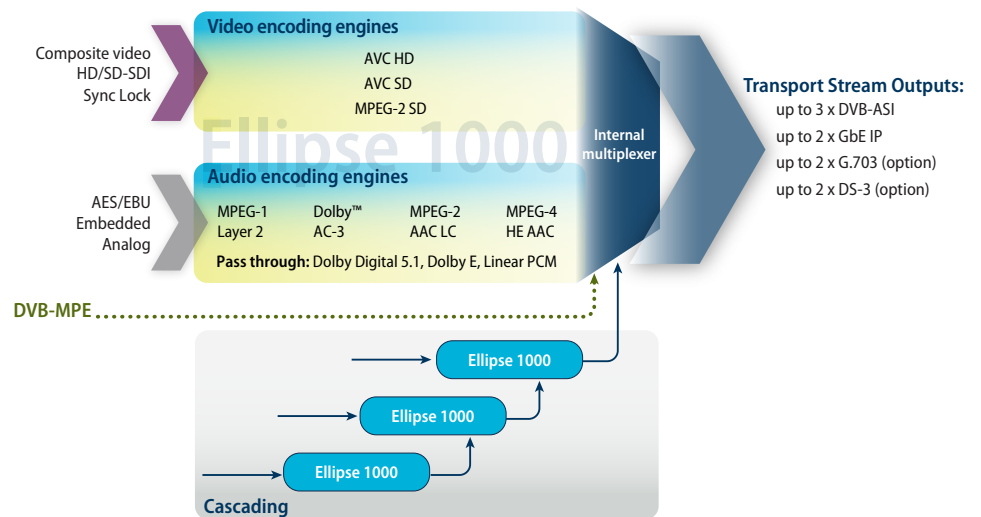 Video encoding engines
Composite video
HD/SD-SDI
Sync Lock
AVC HD
AVC SD
MPEG-2 SD
Ellipse 1000
Internal
multiplexer
Transport Stream Outputs:
up to 3 x DVB-ASI
up to 2 x GbE IP
up to 2 x G.703 (option)
up to 2 x DS-3 (option)
Audio encoding engines
AES/EBU
Embedded
Analog
MPEG-1 Dolby™ MPEG-2 MPEG-4
Layer 2 AC-3 AAC LC HE AAC
Pass through: Dolby Digital 5.1, Dolby E, Linear PCM
DVB-MPE
Ellipse 1000
Ellipse 1000
Ellipse 1000
Cascading